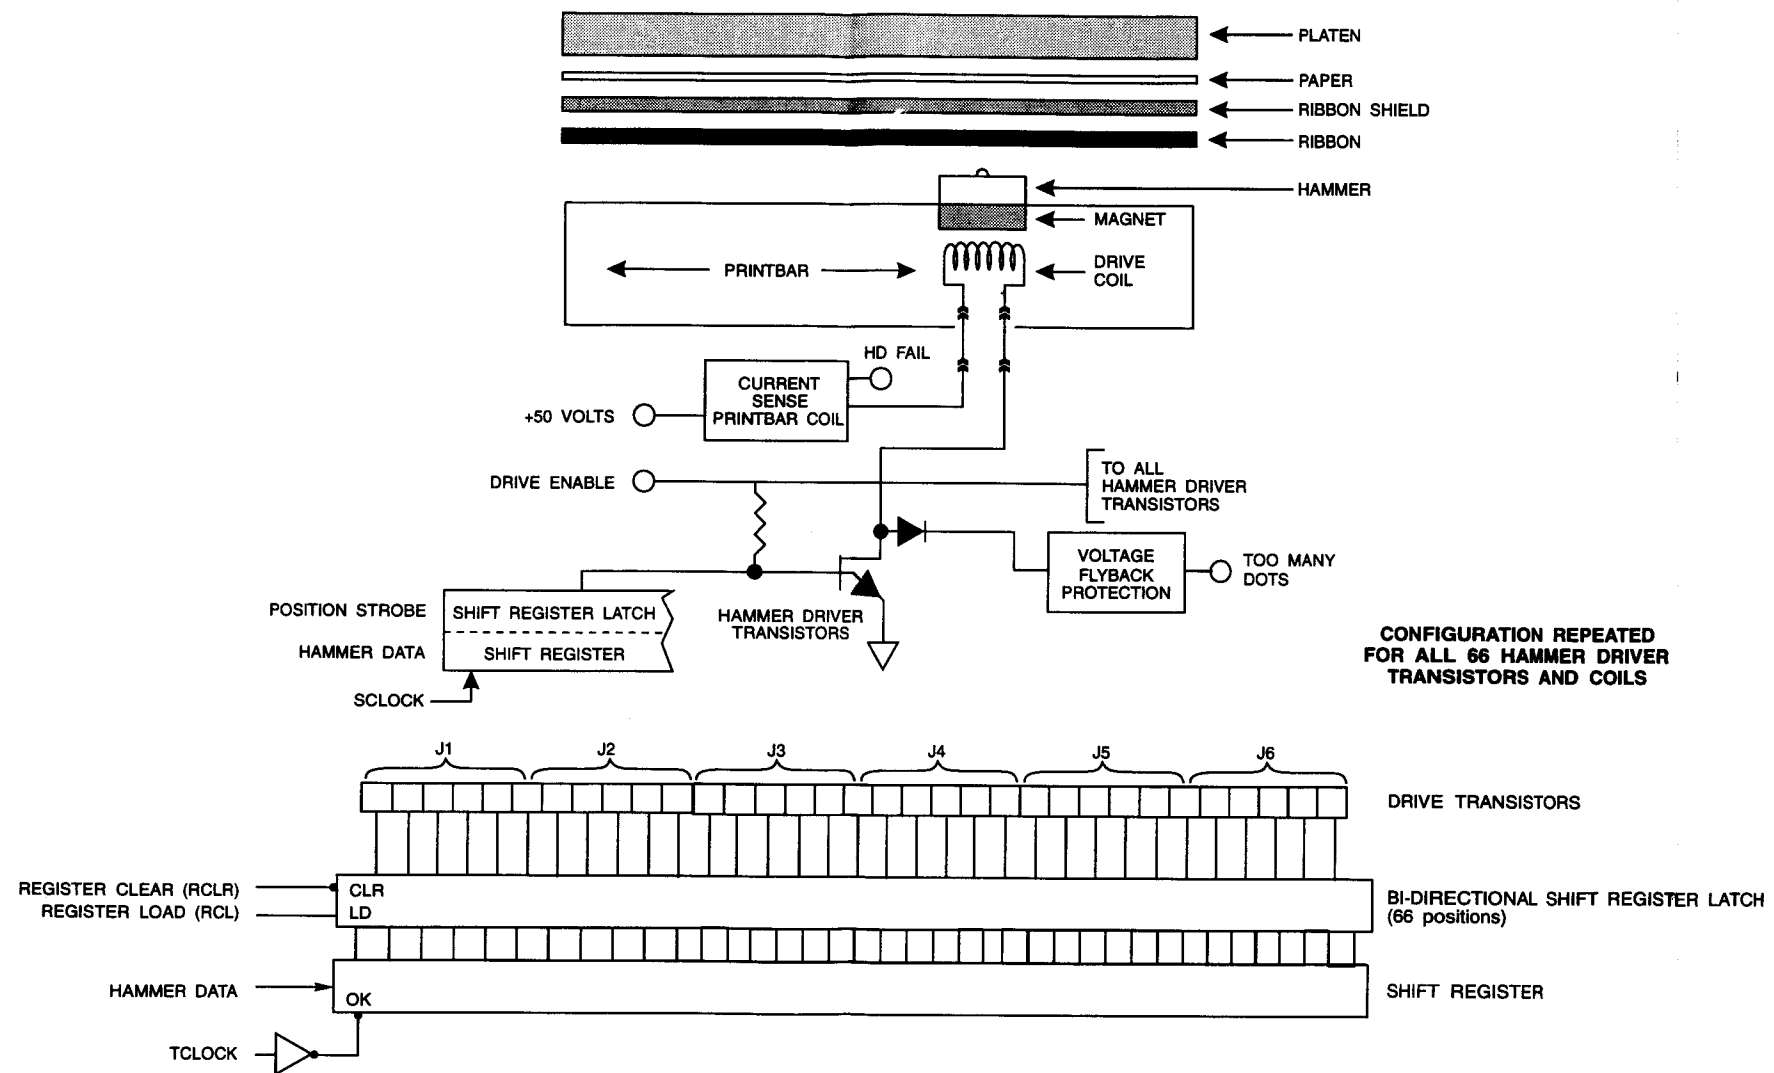 PLATEN
PAPER
RIBBON SHIELD
RIBBON
HAMMER
MAGNET
PRINTBAR
DRIVE
COIL
HD FAIL
CURRENT
SENSE
PRINTBAR COIL
+50 VOLTS
DRIVE ENABLE
TO ALL
HAMMER DRIVER
TRANSISTORS
VOLTAGE
FLYBACK
PROTECTION
TOO MANY
DOTS
POSITION STROBE
SHIFT REGISTER LATCH
HAMMER DATA
SHIFT REGISTER
HAMMER DRIVER
TRANSISTORS
SCLOCK
CONFIGURATION REPEATED
FOR ALL 66 HAMMER DRIVER
TRANSISTORS AND COILS
J1 J2 J3 J4 J5 J6
DRIVE TRANSISTORS
REGISTER CLEAR (RCLR)
CLR
REGISTER LOAD (RCL)
LD
BI-DIRECTIONAL SHIFT REGISTER LATCH
(66 positions)
HAMMER DATA
OK
SHIFT REGISTER
TCLOCK